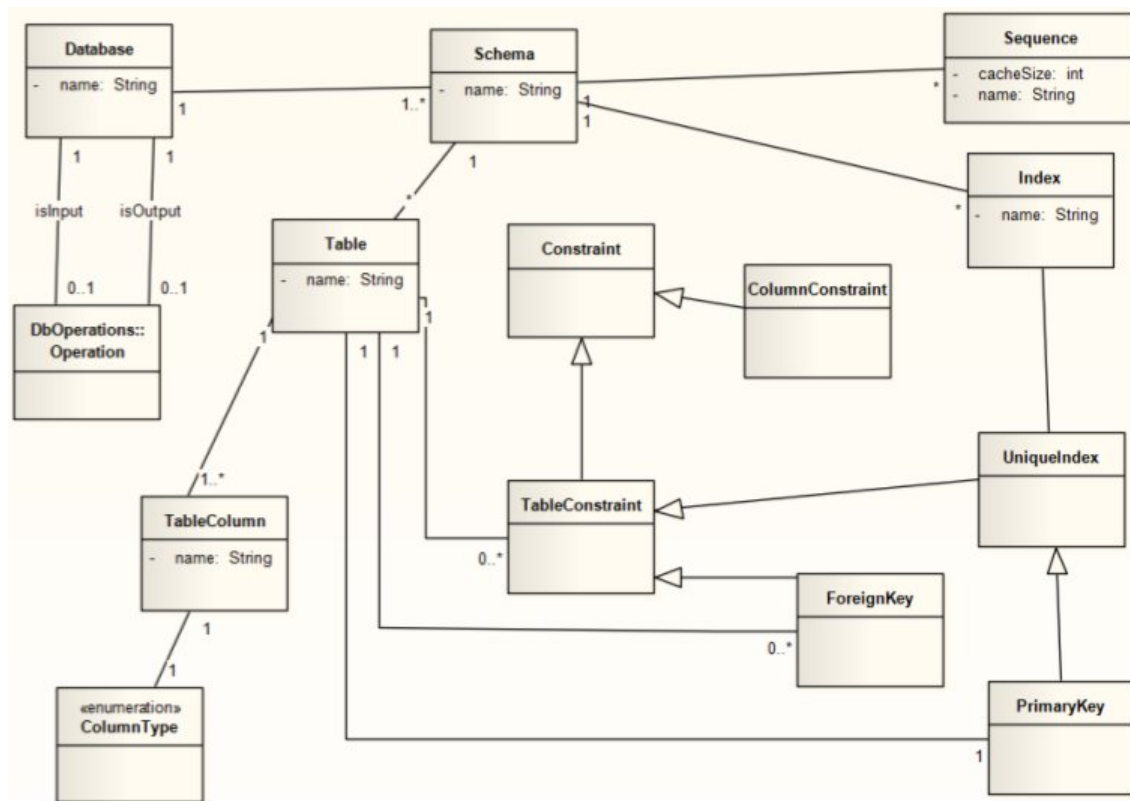 Database
- name: String
Schema
- name: String
Sequence
- cacheSize: int
- name: String
1
1..*
1
*
1
*
1
1
isInput
isOutput
0..1
0..1
1
*
Index
- name: String
Table
- name: String
Constraint
ColumnConstraint
DbOperations::
Operation
1
1
1
1
1..*
TableColumn
- name: String
TableConstraint
0..*
UniqueIndex
ForeignKey
0..*
1
1
«enumeration»
ColumnType
PrimaryKey
1